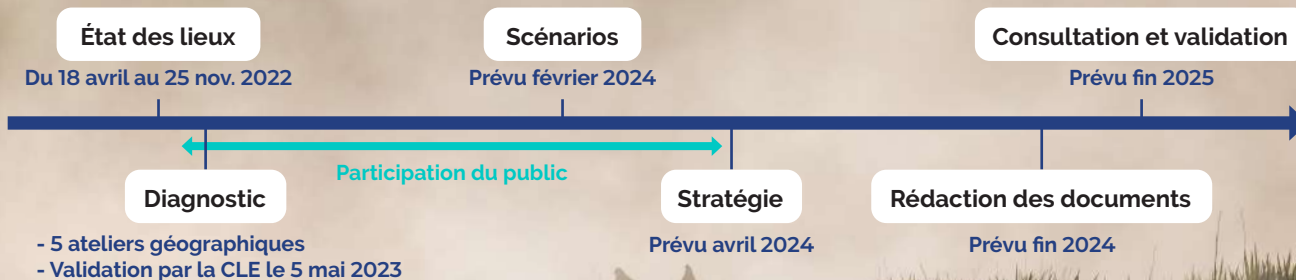 État des lieux
Du 18 avril au 25 nov. 2022
Scénarios
Prévu février 2024
Consultation et validation
Prévu fin 2025
Participation du public
Diagnostic
- 5 ateliers géographiques
- Validation par la CLE le 5 mai 2023
Stratégie
Prévu avril 2024
Rédaction des documents
Prévu fin 2024